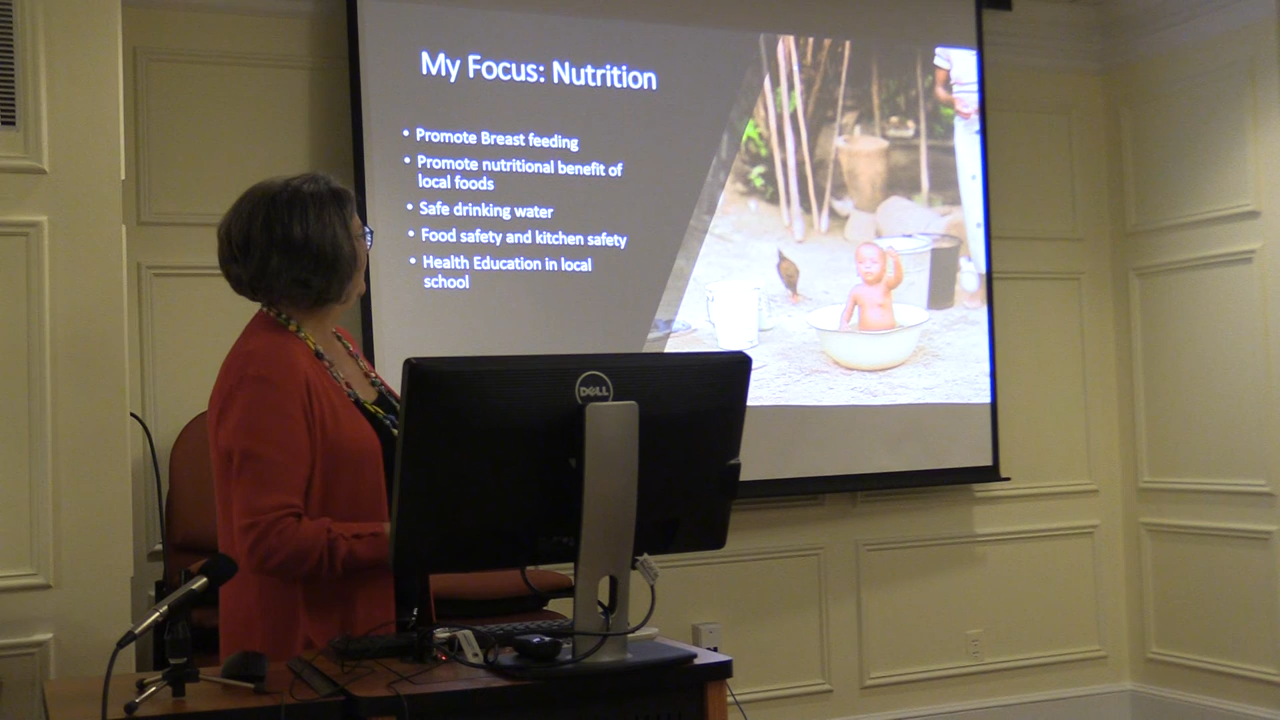 My Focus: Nutrition
• Promote Breast feeding
• Promote nutritional benefit of
local foods
• Safe drinking water
• Food safety and kitchen safety
• Health Education in local
school
DELL